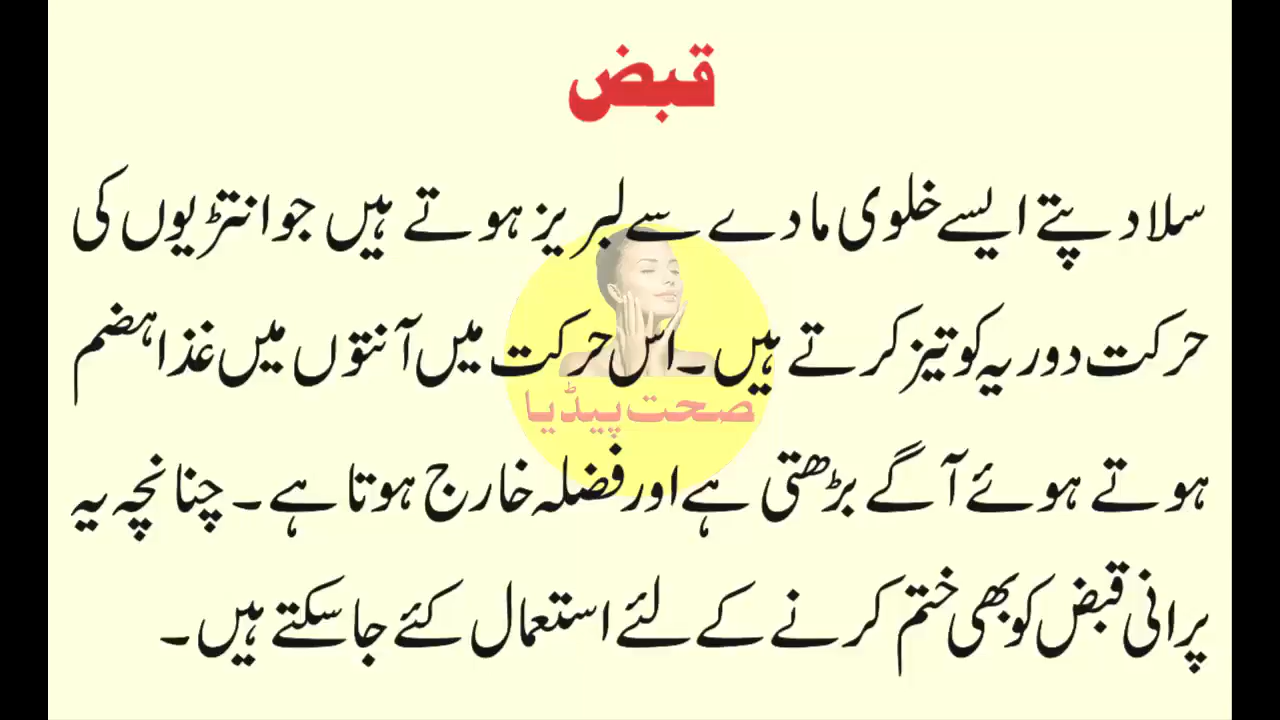 قبض
سلاد پتے ایسے خلوی مادے سے لبریز ہوتے ہیں جو انتڑیوں کی
حرکت دوریہ کو تیز کرتے ہیں۔ اس حرکت میں آنتوں میں غذا ہضم
صحت پیڈیا
ہوتے ہوئے آگے بڑھتی ہے اور فضلہ خارج ہوتا ہے۔ چنانچہ یہ
پرانی قبض کو بھی ختم کرنے کے لئے استعمال کئے جا سکتے ہیں۔